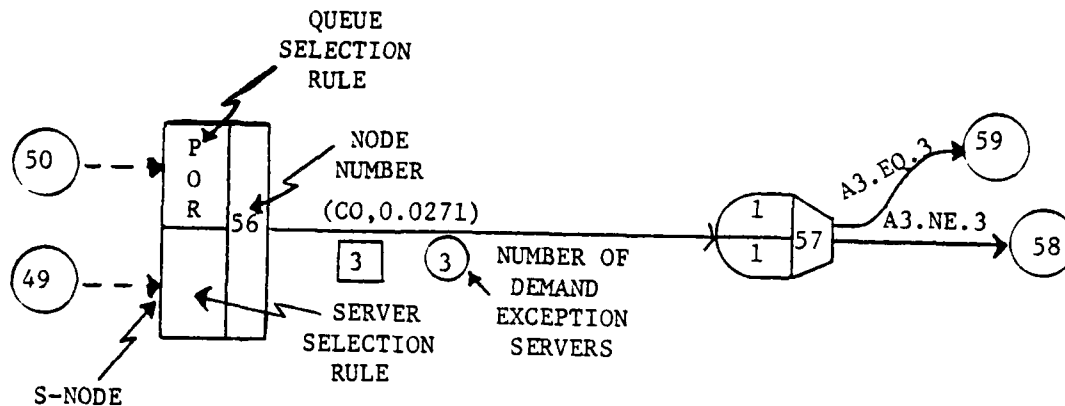 QUEUE
SELECTION
RULE
50
P
O
R
56
NODE
NUMBER
(CO,0.0271)
3
3
NUMBER OF
DEMAND
EXCEPTION
SERVERS
1
1
57
A3.EQ.3
59
A3.NE.3
58
49
SERVER
SELECTION
RULE
S-NODE